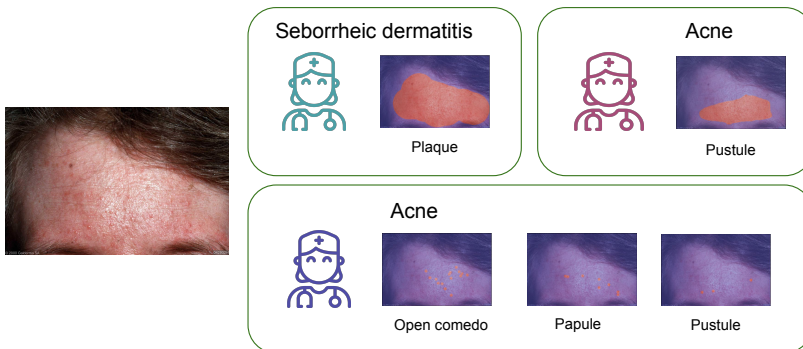 Seborrheic dermatitis
Plaque
Acne
Pustule
Acne
Open comedo
Papule
Pustule